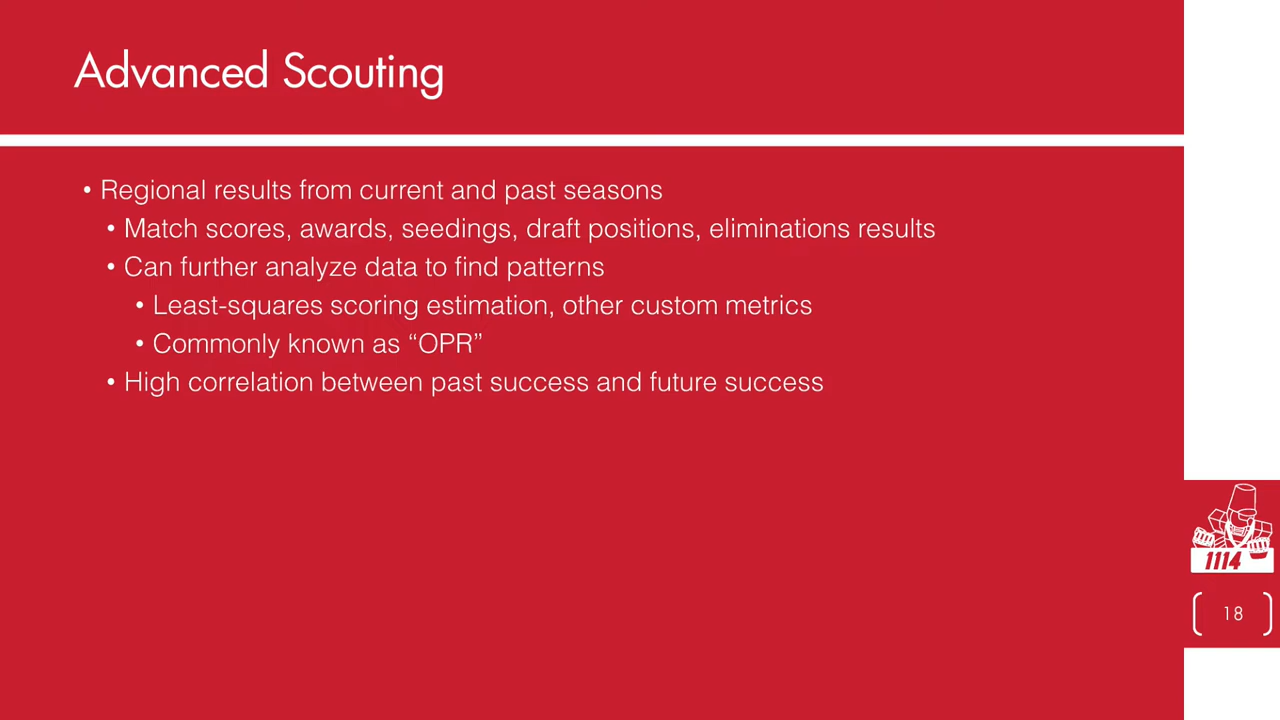 Advanced Scouting
• Regional results from current and past seasons
• Match scores, awards, seedings, draft positions, eliminations results
• Can further analyze data to find patterns
• Least-squares scoring estimation, other custom metrics
• Commonly known as “OPR”
• High correlation between past success and future success
1114
18